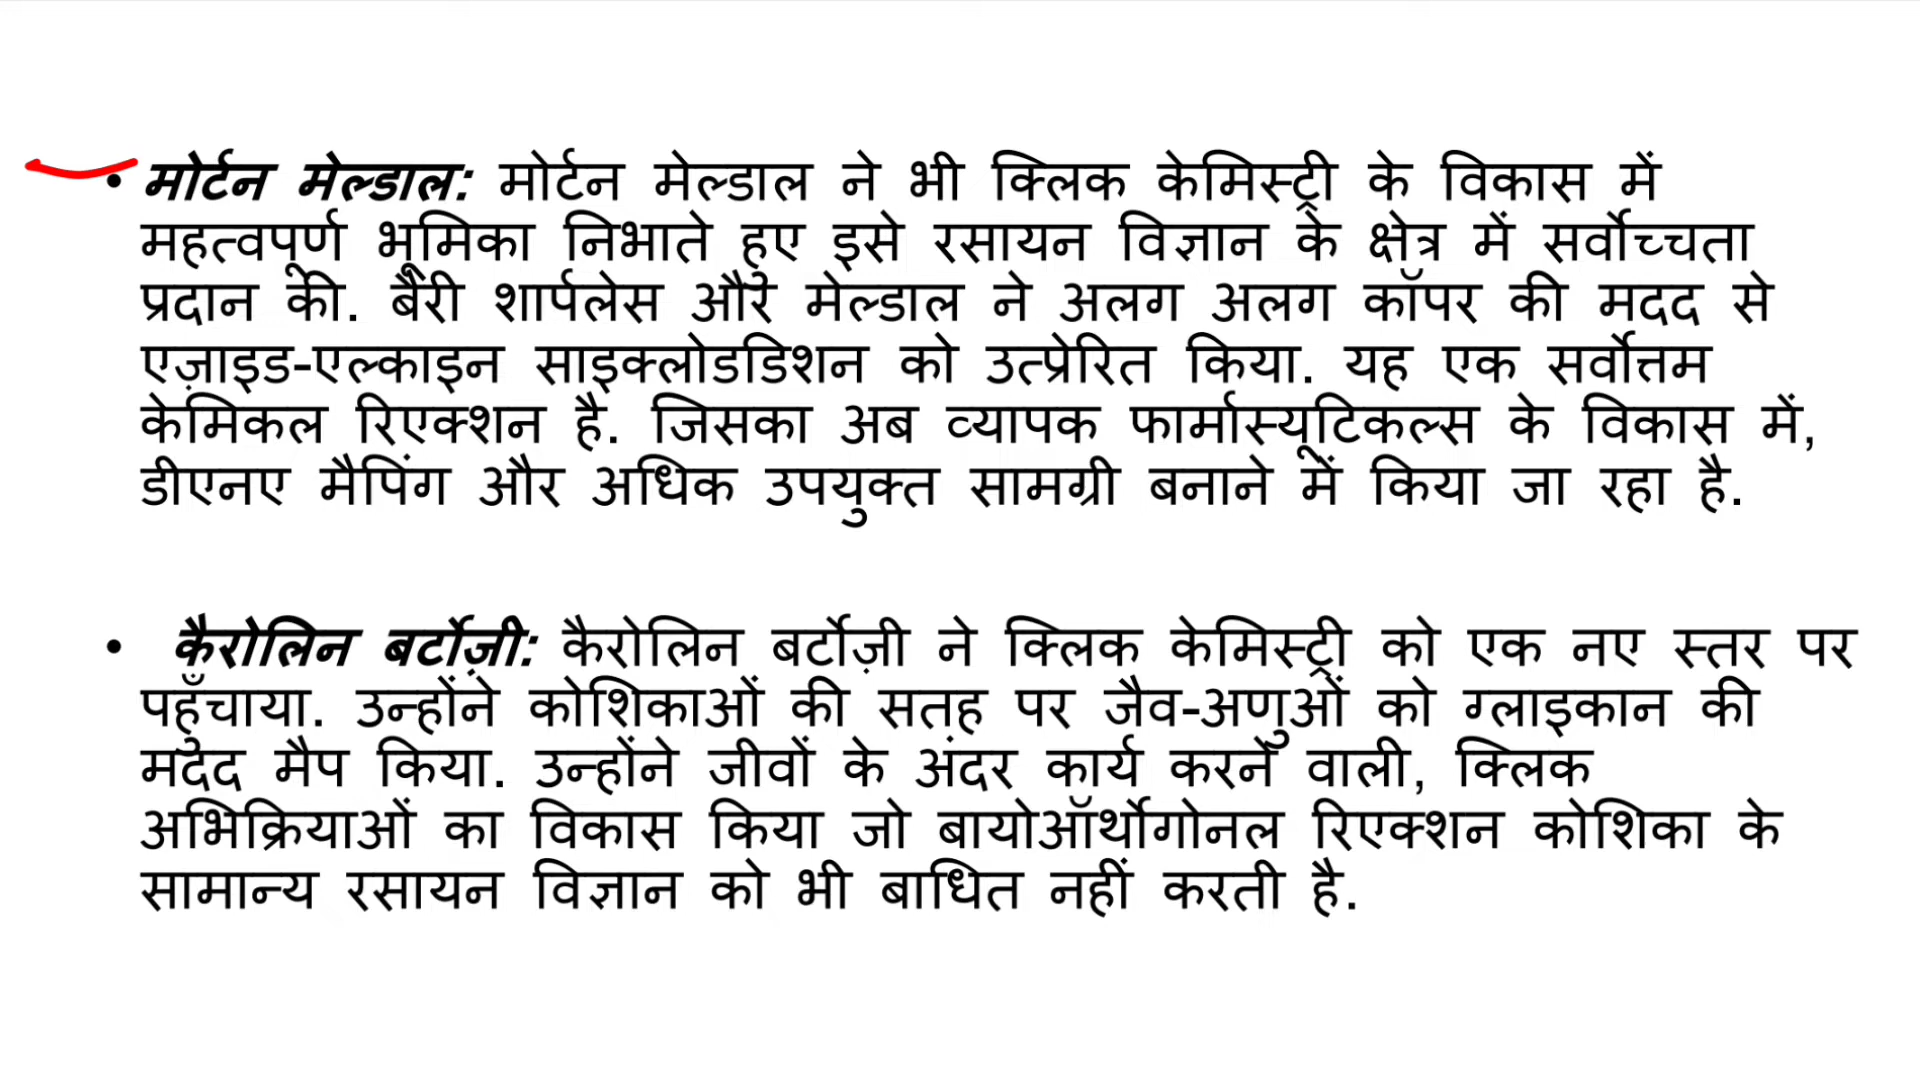 • मोर्टन मेल्डाल: मोर्टन मेल्डाल ने भी क्लिक केमिस्ट्री के विकास में
महत्वपूर्ण भूमिका निभाते हुए इसे रसायन विज्ञान के क्षेत्र में सर्वोच्चता
प्रदान की. बैरी शार्पलेस और मेल्डाल ने अलग अलग कॉपर की मदद से
एज़ाइड-एल्काइन साइक्लोडडिशन को उत्प्रेरित किया. यह एक सर्वोत्तम
केमिकल रिएक्शन है. जिसका अब व्यापक फार्मास्यूटिकल्स के विकास में,
डीएनए मैपिंग और अधिक उपयुक्त सामग्री बनाने में किया जा रहा है.
• कैरोलिन बर्टोज़ी: कैरोलिन बर्टोज़ी ने क्लिक केमिस्ट्री को एक नए स्तर पर
पहुँचाया. उन्होंने कोशिकाओं की सतह पर जैव-अणुओं को ग्लाइकान की
मदद मैप किया. उन्होंने जीवों के अंदर कार्य करने वाली, क्लिक
अभिक्रियाओं का विकास किया जो बायोऑर्थोगोनल रिएक्शन कोशिका के
सामान्य रसायन विज्ञान को भी बाधित नहीं करती है.